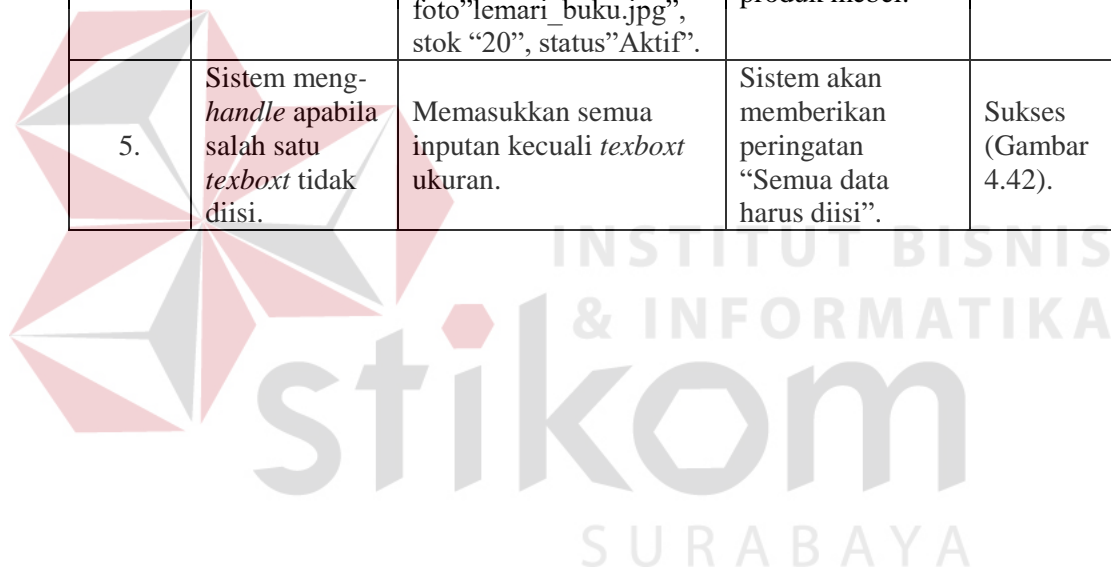 foto”lemari_buku.jpg”,
stok “20”, status”Aktif”.
produk mebel.
5.
Sistem meng-
handle apabila
salah satu
texboxt tidak
diisi.
Memasukkan semua
inputan kecuali texboxt
ukuran.
Sistem akan
memberikan
peringatan
“Semua data
harus diisi”.
Sukses
(Gambar
4.42).
INSTITUT BISNIS
& INFORMATIKA
stikom
SURABAYA